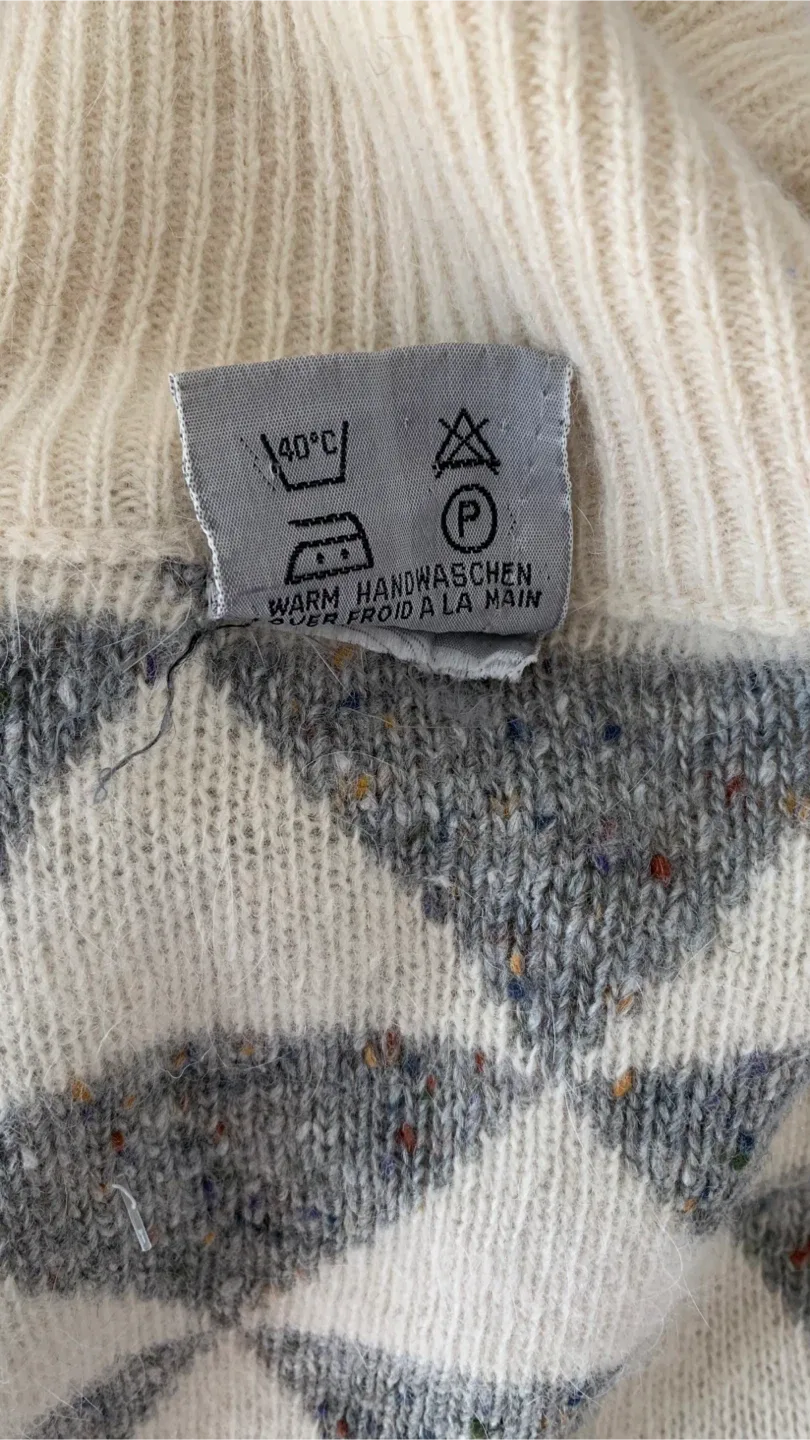 40°C
P
WARM HANDWASCHEN
FROID A LA MAIN